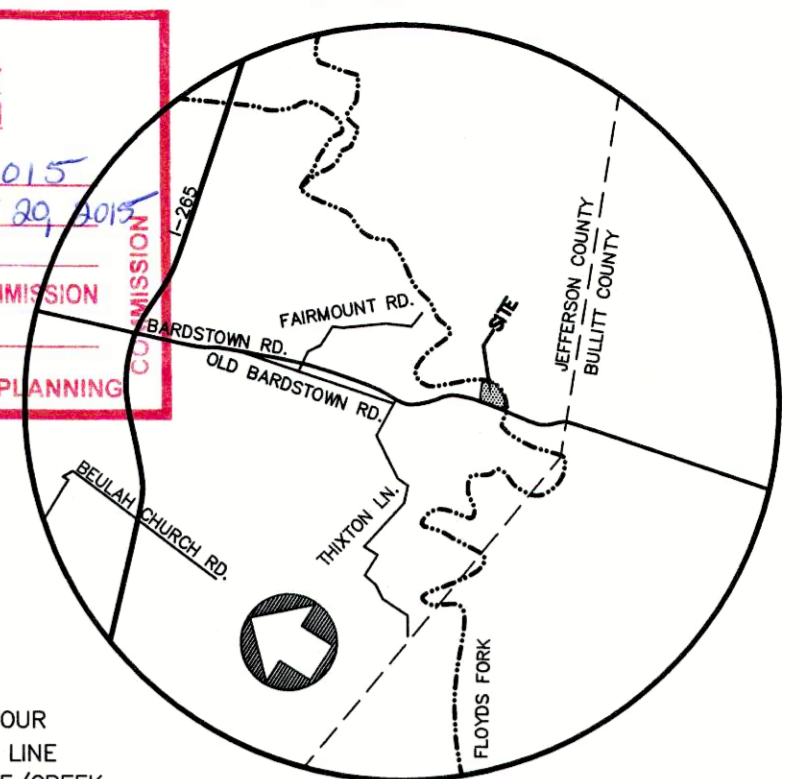 015
20, 2015
MMISSION
PLANNING
COMMISSION
I-265
BARDSTOWN RD.
OLD BARDSTOWN RD.
FAIRMOUNT RD.
SITE
JEFFERSON COUNTY
BULLITT COUNTY
BEULAH CHURCH RD.
THIXTON LN.
FLOYDS FORK
OUR
LINE
E/CREEK